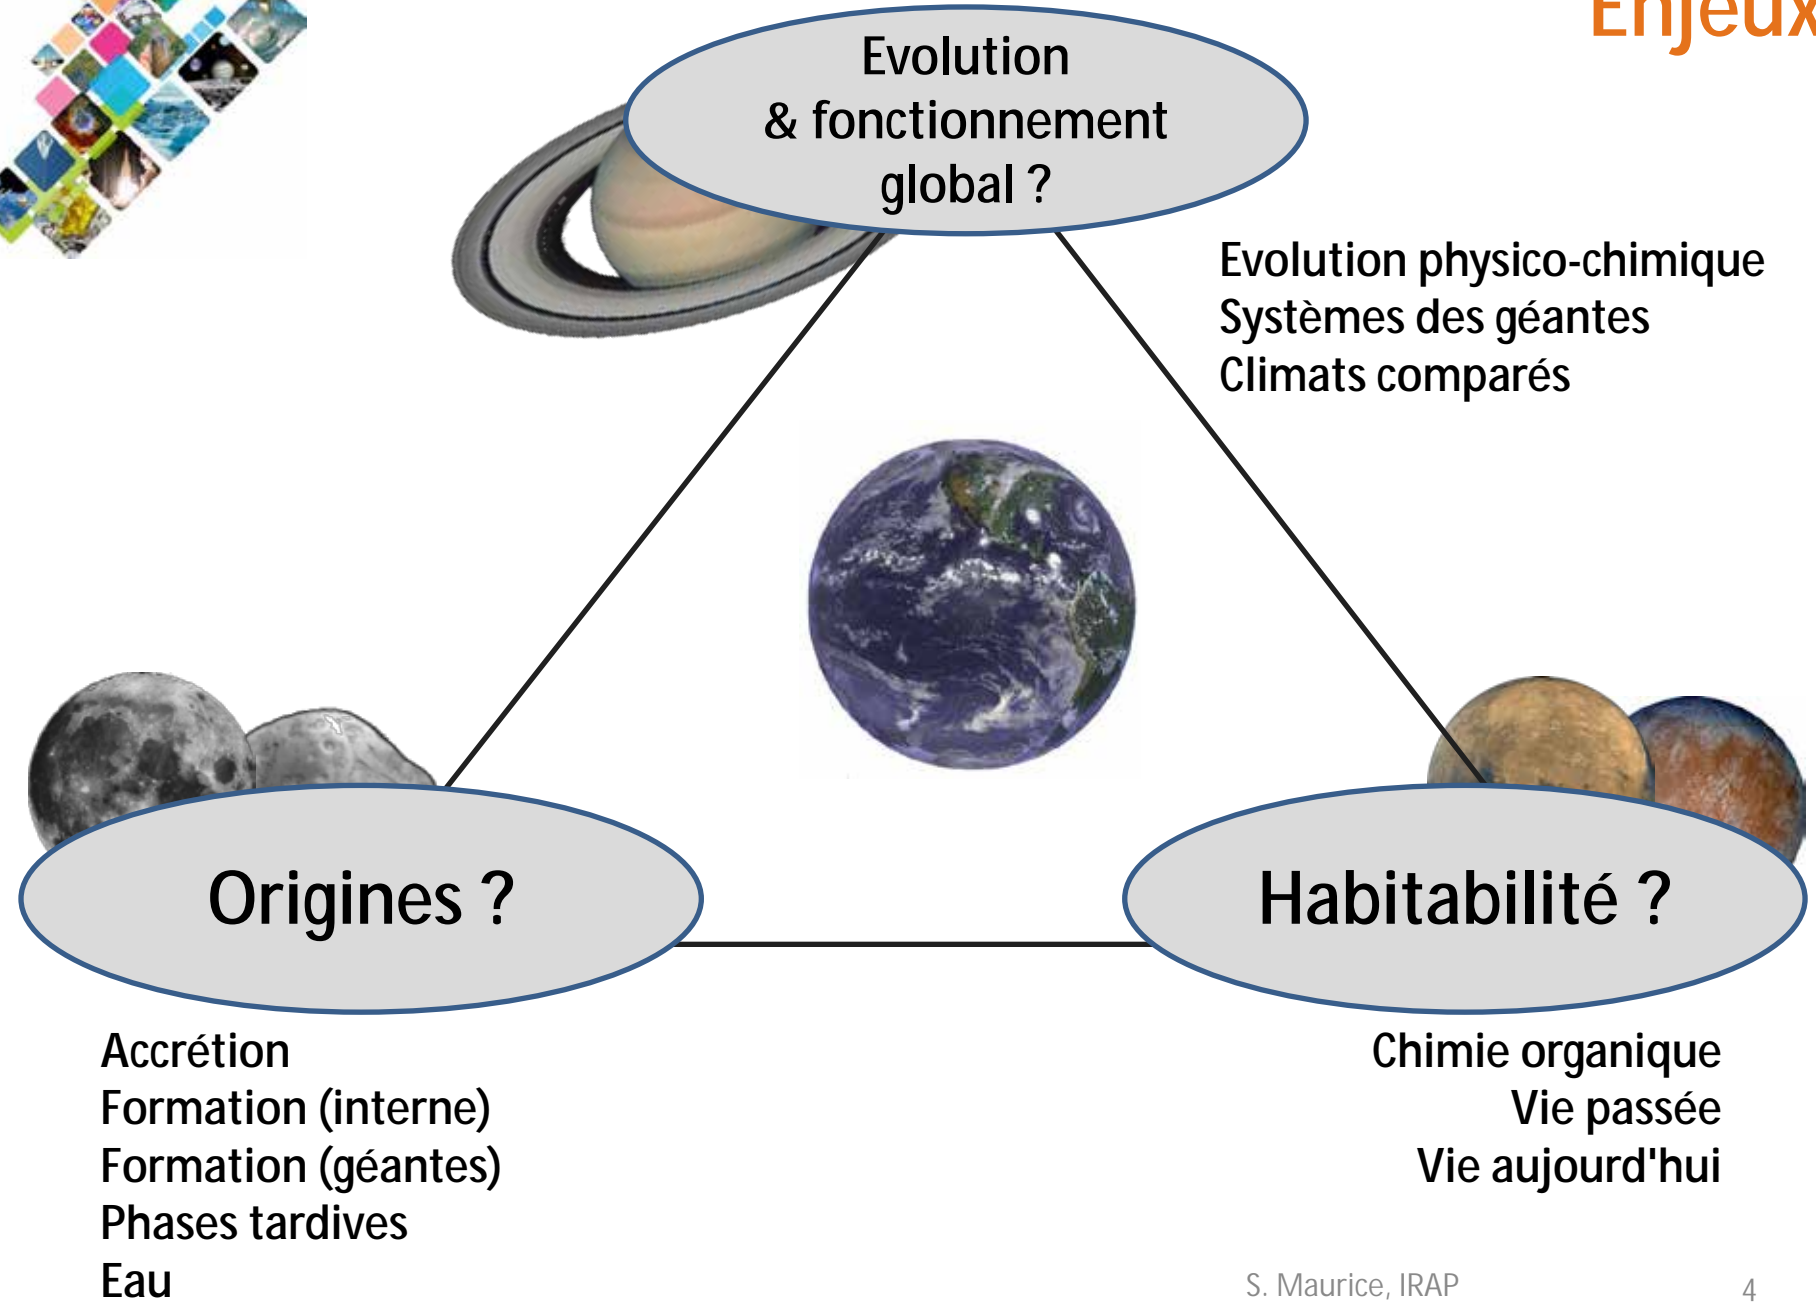 Enjeux
Evolution
& fonctionnement
global ?
Evolution physico-chimique
Systèmes des géantes
Climats comparés
Origines ?
Habitabilité ?
Accrétion
Formation (interne)
Formation (géantes)
Phases tardives
Eau
Chimie organique
Vie passée
Vie aujourd'hui
S. Maurice, IRAP
4